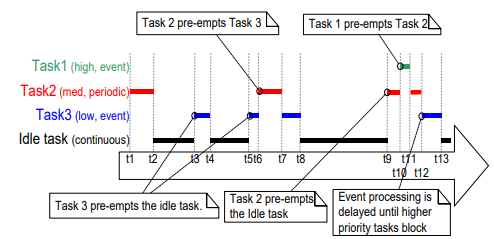 Task 2 pre-empts Task 3
Task 1 pre-empts Task 2
Task1 (high, event)
Task2 (med, periodic)
Task3 (low, event)
Idle task (continuous)
t1 t2 t3 t4 t5 t6 t7 t8 t9 t11 t13
t10 t12
Task 3 pre-empts the idle task.
Task 2 pre-empts
the Idle task
Event processing is
delayed until higher
priority tasks block